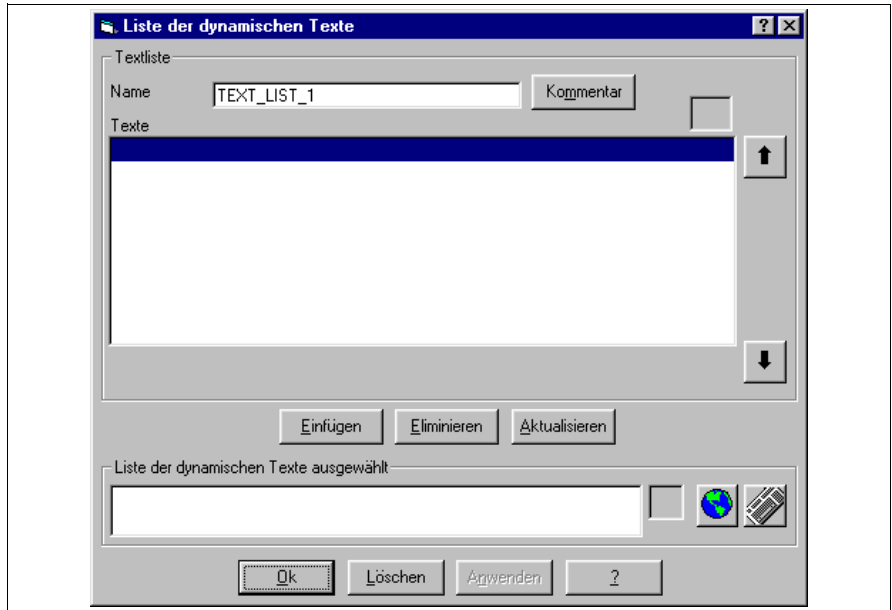 Liste der dynamischen Texte
Textliste
Name TEXT_LIST_1 Kommentar
Texte
Einfügen Eliminieren Aktualisieren
Liste der dynamischen Texte ausgewählt
Ok Löschen Anwenden ?